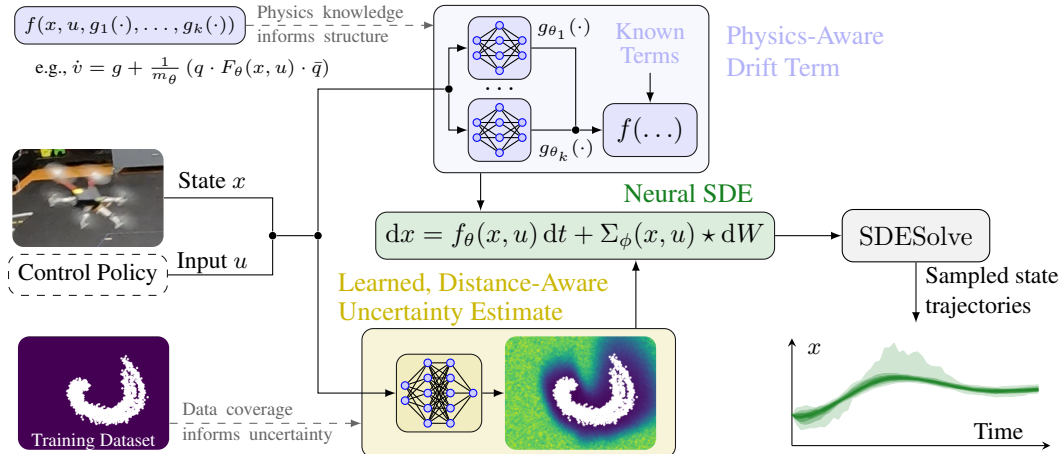 f(x, u, g₁(·), . . . , g_k(·))
Physics knowledge
informs structure
e.g., v̇ = g + 1/m_θ (q · F_θ(x, u) · q̄)
g_θ₁(·)
· · ·
g_θₖ(·)
Known
Terms
f(. . .)
Physics-Aware
Drift Term
State x
Input u
Control Policy
Neural SDE
dx = f_θ(x, u) dt + Σ_ϕ(x, u) ⋆ dW
SDESolve
Sampled state
trajectories
Learned, Distance-Aware
Uncertainty Estimate
Training Dataset
Data coverage
informs uncertainty
x
Time